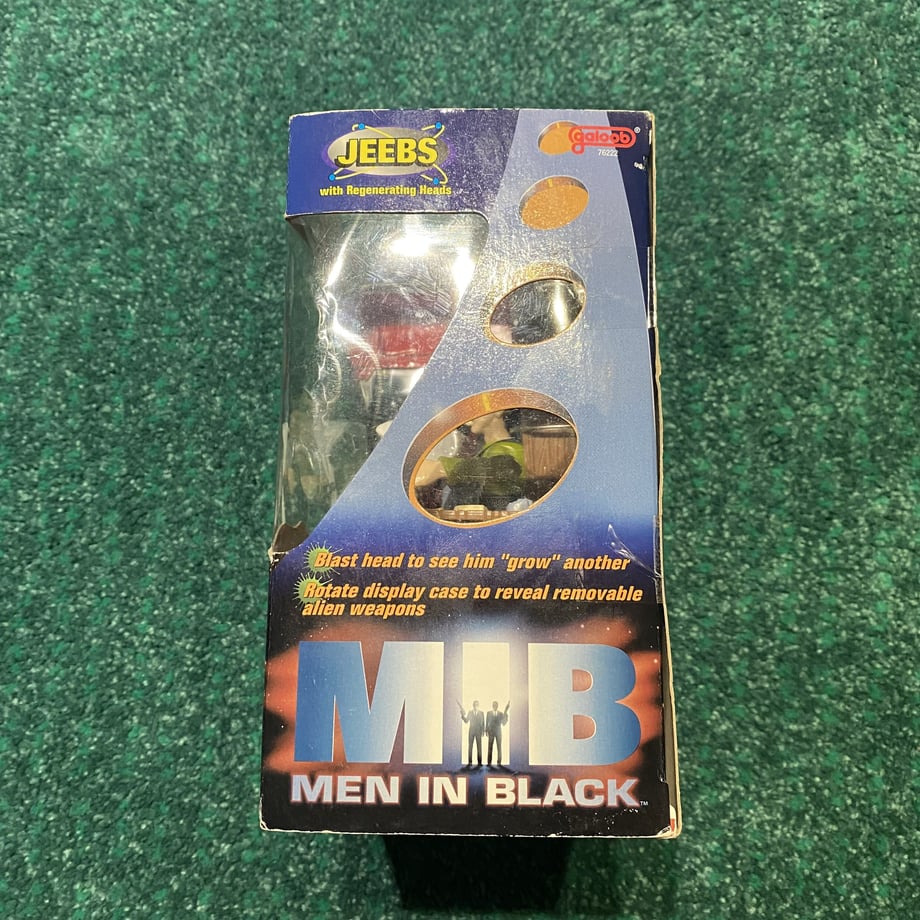 JEEBS
with Regenerating Heads
galoob®
76222
Blast head to see him "grow" another
Rotate display case to reveal removable
alien weapons
MIB
MEN IN BLACK™